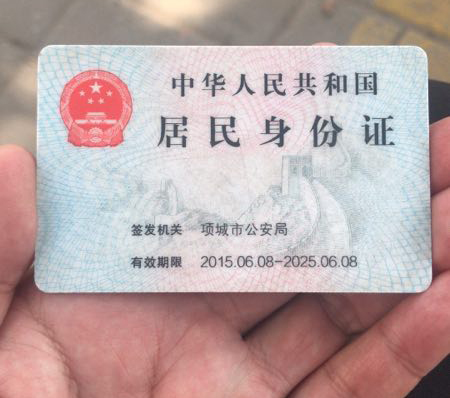 中华人民共和国
居民身份证
签发机关 项城市公安局
有效期限 2015.06.08-2025.06.08